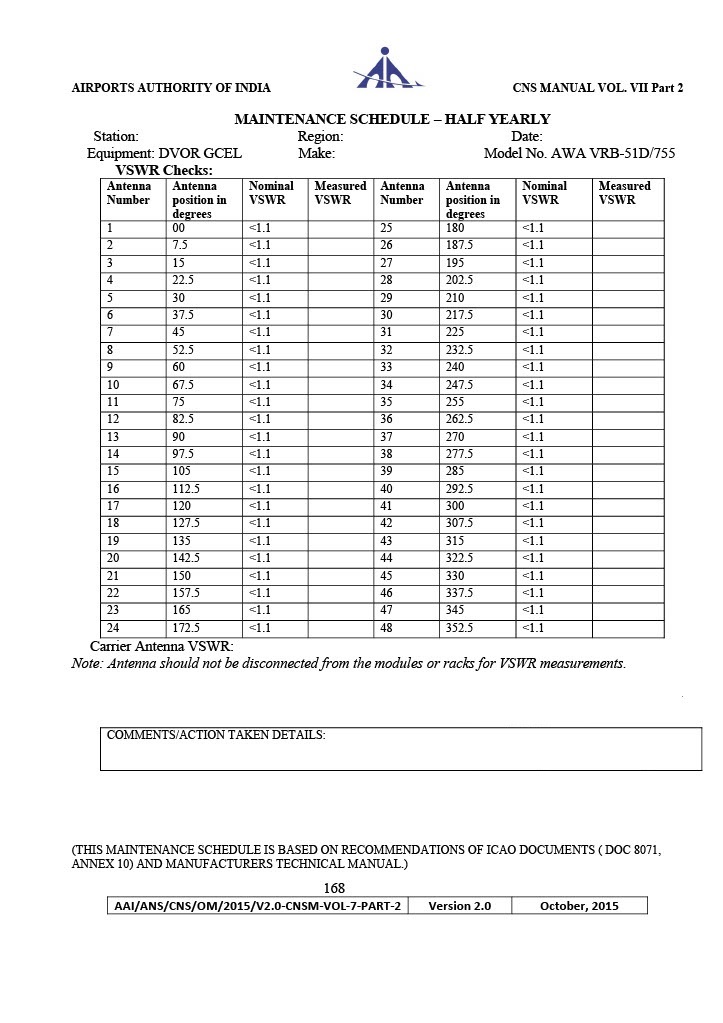 AIRPORTS AUTHORITY OF INDIA CNS MANUAL VOL. VII Part 2
MAINTENANCE SCHEDULE – HALF YEARLY
Station: Region: Date:
Equipment: DVOR GCEL Make: Model No. AWA VRB-51D/755
VSWR Checks:
Antenna Number Antenna position in degrees Nominal VSWR Measured VSWR Antenna Number Antenna position in degrees Nominal VSWR Measured VSWR
1 00 <1.1 25 180 <1.1
2 7.5 <1.1 26 187.5 <1.1
3 15 <1.1 27 195 <1.1
4 22.5 <1.1 28 202.5 <1.1
5 30 <1.1 29 210 <1.1
6 37.5 <1.1 30 217.5 <1.1
7 45 <1.1 31 225 <1.1
8 52.5 <1.1 32 232.5 <1.1
9 60 <1.1 33 240 <1.1
10 67.5 <1.1 34 247.5 <1.1
11 75 <1.1 35 255 <1.1
12 82.5 <1.1 36 262.5 <1.1
13 90 <1.1 37 270 <1.1
14 97.5 <1.1 38 277.5 <1.1
15 105 <1.1 39 285 <1.1
16 112.5 <1.1 40 292.5 <1.1
17 120 <1.1 41 300 <1.1
18 127.5 <1.1 42 307.5 <1.1
19 135 <1.1 43 315 <1.1
20 142.5 <1.1 44 322.5 <1.1
21 150 <1.1 45 330 <1.1
22 157.5 <1.1 46 337.5 <1.1
23 165 <1.1 47 345 <1.1
24 172.5 <1.1 48 352.5 <1.1
Carrier Antenna VSWR:
Note: Antenna should not be disconnected from the modules or racks for VSWR measurements.
COMMENTS/ACTION TAKEN DETAILS:
(THIS MAINTENANCE SCHEDULE IS BASED ON RECOMMENDATIONS OF ICAO DOCUMENTS ( DOC 8071,
ANNEX 10) AND MANUFACTURERS TECHNICAL MANUAL.)
168
AAI/ANS/CNS/OM/2015/V2.0-CNSM-VOL-7-PART-2 Version 2.0 October, 2015